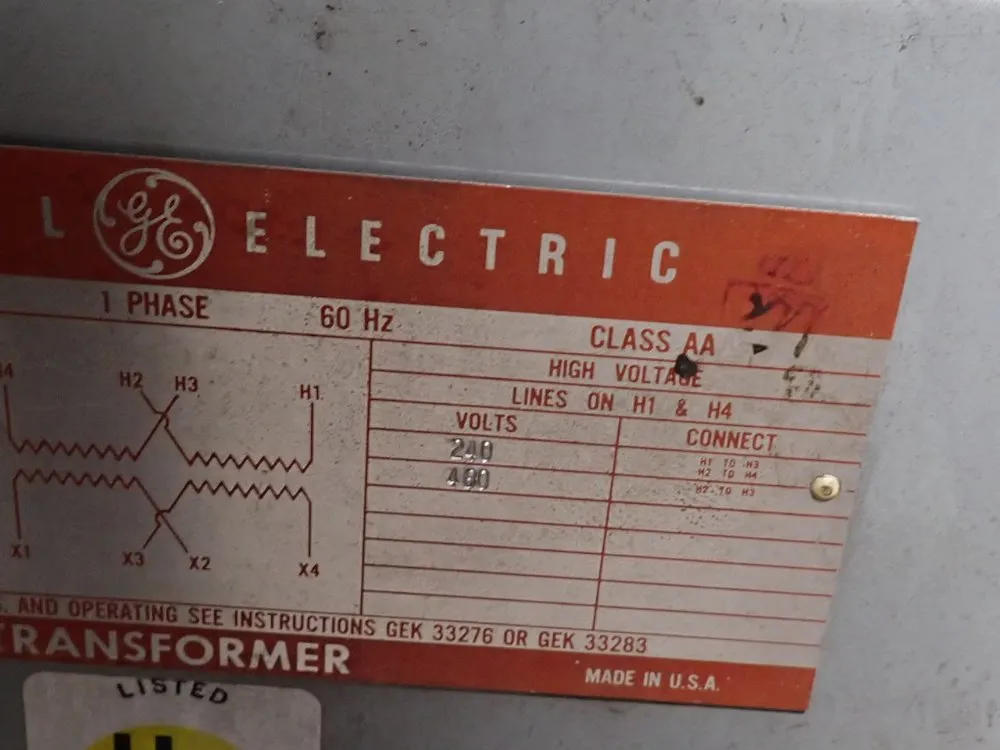 L GE ELECTRIC
1 PHASE 60 Hz CLASS AA
HIGH VOLTAGE
LINES ON H1 & H4
VOLTS CONNECT
240 H1 TO H3
H2 TO H4
480 H2 TO H3
H4 H2 H3 H1
X1 X3 X2 X4
AND OPERATING SEE INSTRUCTIONS GEK 33276 OR GEK 33283
TRANSFORMER
MADE IN U.S.A.
LISTED